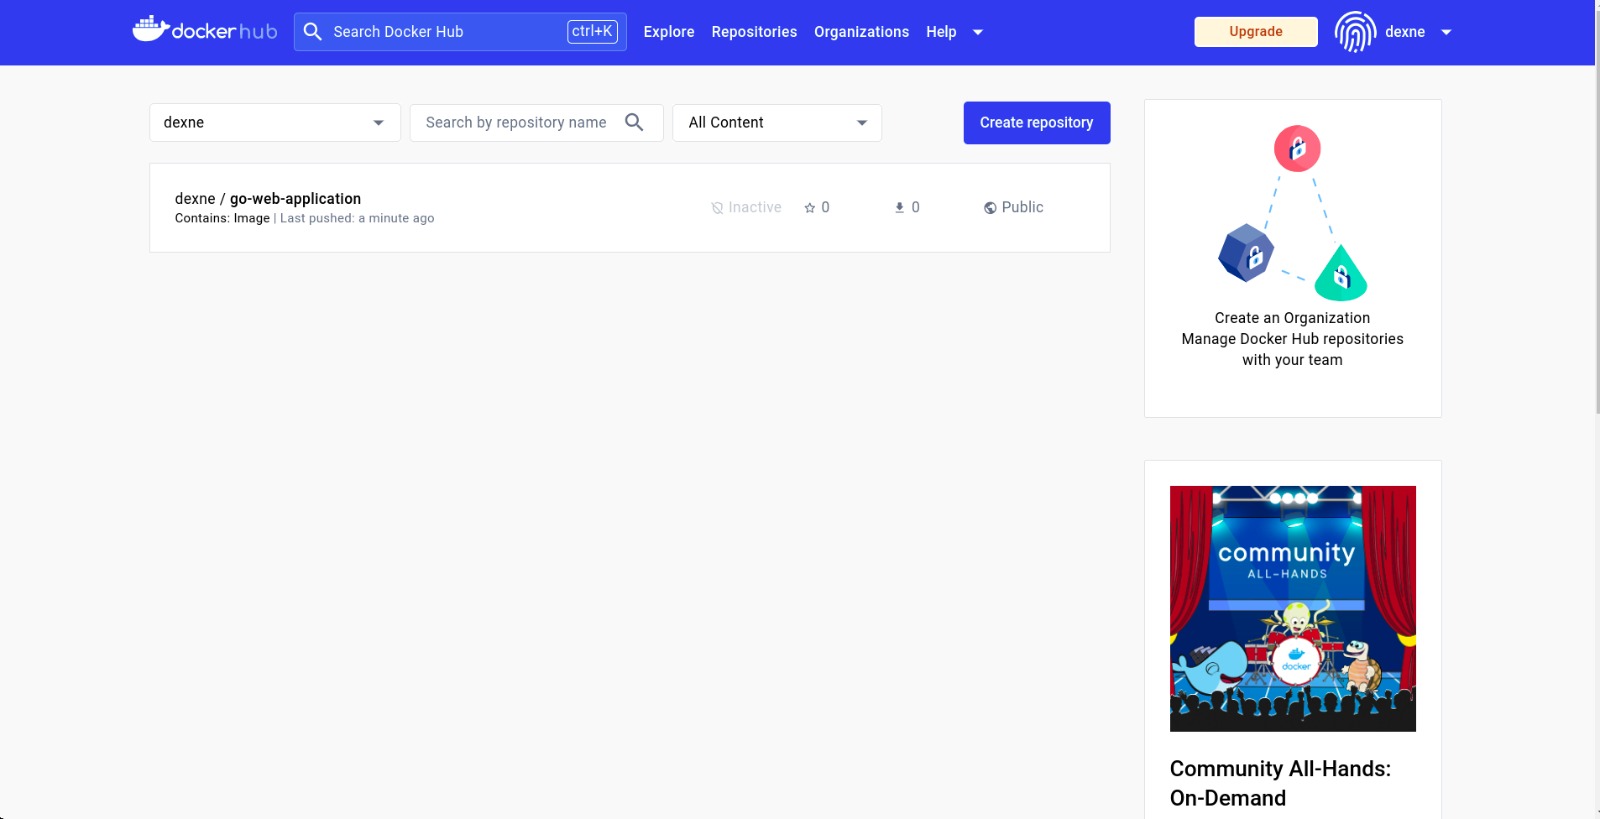 docker hub
Search Docker Hub
ctrl+K
Explore
Repositories
Organizations
Help
Upgrade
dexne
dexne
Search by repository name
All Content
Create repository
dexne / go-web-application
Contains: Image | Last pushed: a minute ago
Inactive
0
0
Public
Create an Organization
Manage Docker Hub repositories
with your team
community
ALL-HANDS
docker
Community All-Hands:
On-Demand